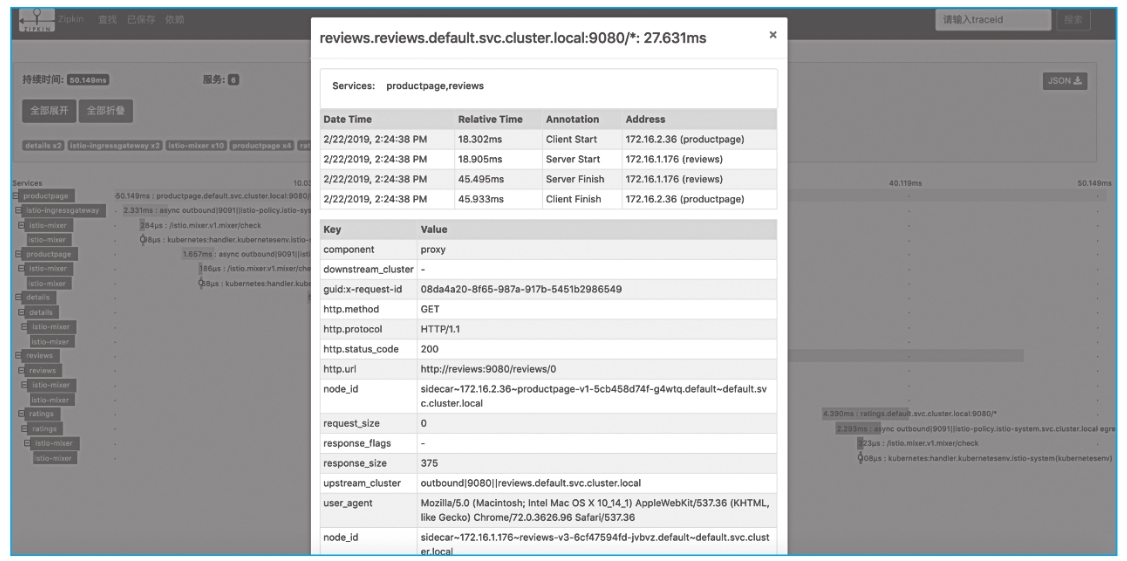 ZIPKIN
Zipkin 查找 已保存 依赖
请输入traceid
搜索
持续时间: 50.149ms
服务: 6
JSON
全部展开 全部折叠
details x2 istio-ingressgateway x2 istio-mixer x10 productpage x4
Services
40.119ms 50.149ms
productpage 50.149ms : productpage.default.svc.cluster.local:9080/
istio-ingressgateway 2.331ms : async outbound|9091||istio-policy.istio-sys
istio-mixer 284μs : /istio.mixer.v1.mixer/check
istio-mixer 98μs : kubernetes:handler.kubernetesenv.istio-s
productpage 1.657ms : async outbound|9091||isti
istio-mixer 186μs : /istio.mixer.v1.mixer/che
istio-mixer 98μs : kubernetes:handler.kube
details
details
istio-mixer
istio-mixer
reviews
reviews
istio-mixer
istio-mixer
ratings 4.390ms : ratings.default.svc.cluster.local:9080/*
ratings 2.293ms : async outbound|9091||istio-policy.istio-system.svc.cluster.local egre
istio-mixer 23μs : /istio.mixer.v1.mixer/check
istio-mixer 08μs : kubernetes:handler.kubernetesenv.istio-system(kubernetesenv)
reviews.reviews.default.svc.cluster.local:9080/*: 27.631ms ×
Services: productpage,reviews
Date Time Relative Time Annotation Address
2/22/2019, 2:24:38 PM 18.302ms Client Start 172.16.2.36 (productpage)
2/22/2019, 2:24:38 PM 18.905ms Server Start 172.16.1.176 (reviews)
2/22/2019, 2:24:38 PM 45.495ms Server Finish 172.16.1.176 (reviews)
2/22/2019, 2:24:38 PM 45.933ms Client Finish 172.16.2.36 (productpage)
Key Value
component proxy
downstream_cluster -
guid:x-request-id 08da4a20-8f65-987a-917b-5451b2986549
http.method GET
http.protocol HTTP/1.1
http.status_code 200
http.url http://reviews:9080/reviews/0
node_id sidecar~172.16.2.36~productpage-v1-5cb458d74f-g4wtq.default~default.sv
c.cluster.local
request_size 0
response_flags -
response_size 375
upstream_cluster outbound|9080||reviews.default.svc.cluster.local
user_agent Mozilla/5.0 (Macintosh; Intel Mac OS X 10_14_1) AppleWebKit/537.36 (KHTML,
like Gecko) Chrome/72.0.3626.96 Safari/537.36
node_id sidecar~172.16.1.176~reviews-v3-6cf47594fd-jvbvz.default~default.svc.clust
er.local